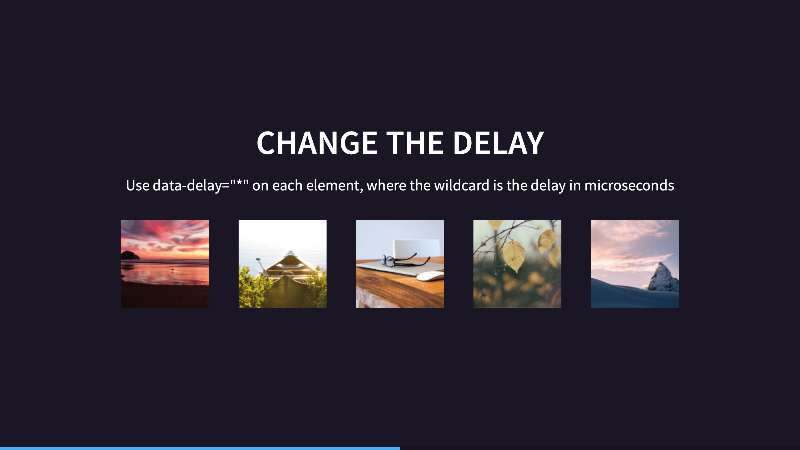 CHANGE THE DELAY
Use data-delay="*" on each element, where the wildcard is the delay in microseconds